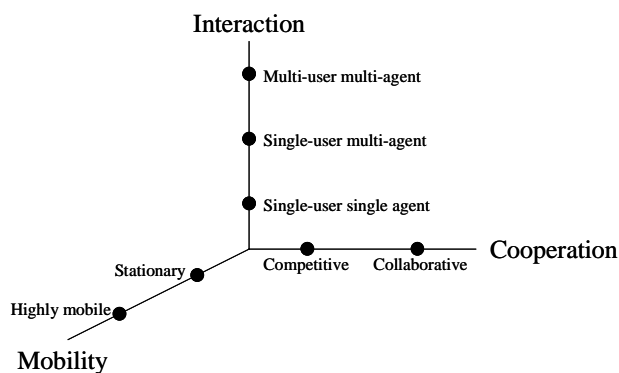 Interaction
Multi-user multi-agent
Single-user multi-agent
Single-user single agent
Cooperation
Competitive
Collaborative
Stationary
Highly mobile
Mobility